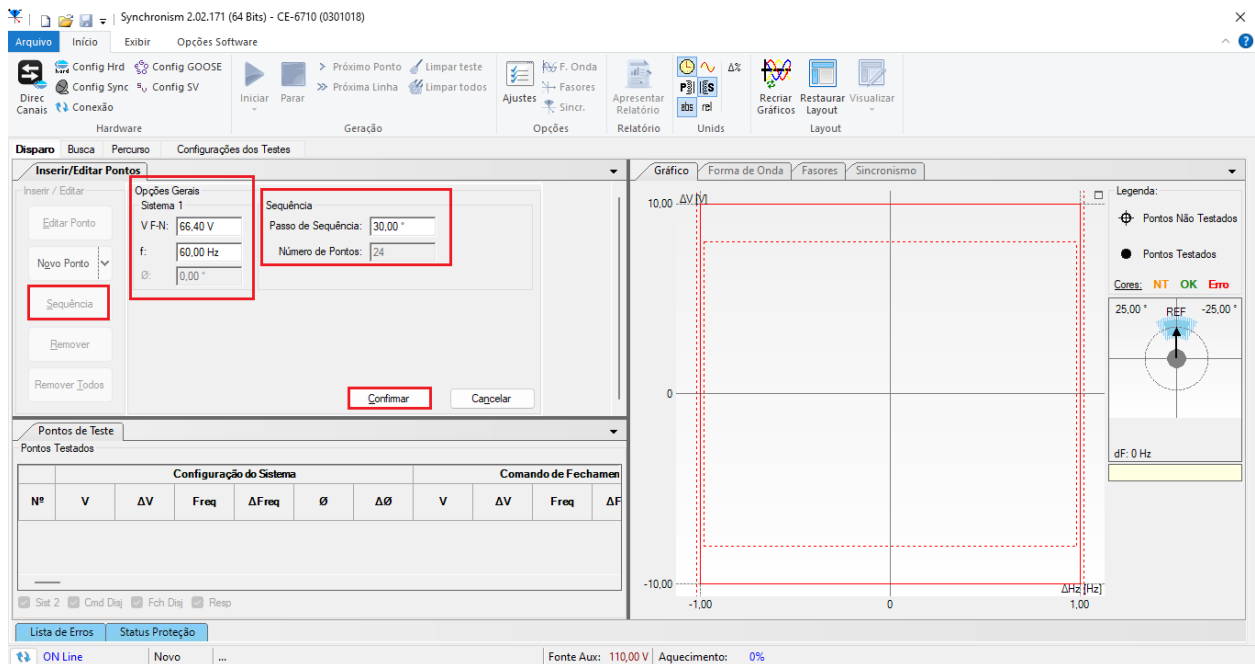 Synchronism 2.02.171 (64 Bits) - CE-6710 (0301018)
Arquivo Início Exibir Opções Software
Direc Canais
Config Hrd
Config Sync
Conexão
Config GOOSE
Config SV
Hardware
Iniciar
Parar
Próximo Ponto
Próxima Linha
Limpar teste
Limpar todos
Geração
Ajustes
F. Onda
Fasores
Sincr.
Opções
Apresentar Relatório
Relatório
Δ%
abs
rel
Unids
Recriar Gráficos
Restaurar Layout
Visualizar
Layout
Disparo Busca Percurso Configurações dos Testes
Inserir/Editar Pontos
Inserir / Editar
Editar Ponto
Novo Ponto
Sequência
Remover
Remover Todos
Opções Gerais
Sistema 1
V F-N: 66,40 V
f: 60,00 Hz
Ø: 0,00 °
Sequência
Passo de Sequência: 30,00 °
Número de Pontos: 24
Confirmar
Cancelar
Pontos de Teste
Pontos Testados
Configuração do Sistema
Comando de Fechamen
Nº V ΔV Freq ΔFreq Ø ΔØ V ΔV Freq ΔF
Sist 2 Cmd Disj Fch Disj Resp
Gráfico Forma de Onda Fasores Sincronismo
ΔV [V]
10,00
0
-10,00
-1,00 0 1,00
ΔHz [Hz]
Legenda:
Pontos Não Testados
Pontos Testados
Cores: NT OK Erro
25,00 ° REF -25,00 °
dF: 0 Hz
Lista de Erros Status Proteção
ON Line Novo ... Fonte Aux: 110,00 V Aquecimento: 0%